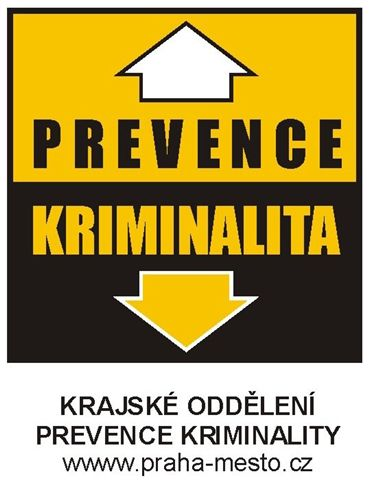 PREVENCE
KRIMINALITA
KRAJSKÉ ODDĚLENÍ
PREVENCE KRIMINALITY
wwww.praha-mesto.cz